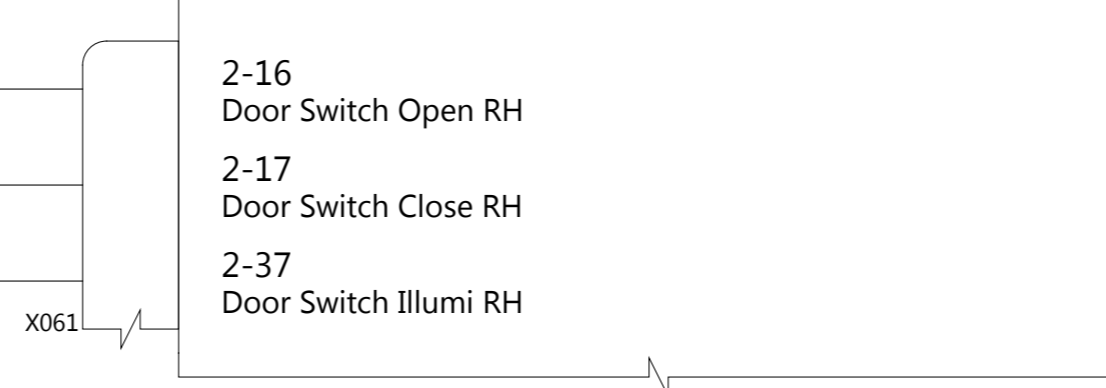 2-16
Door Switch Open RH
2-17
Door Switch Close RH
2-37
Door Switch Illumi RH
X061